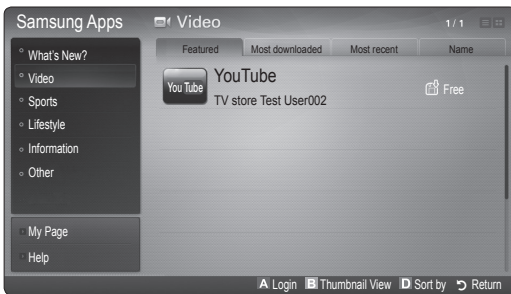 Samsung Apps
Video
1/1
What's New?
Video
Sports
Lifestyle
Information
Other
My Page
Help
Featured
Most downloaded
Most recent
Name
You Tube
YouTube
TV store Test User002
Free
A Login B Thumbnail View D Sort by Return